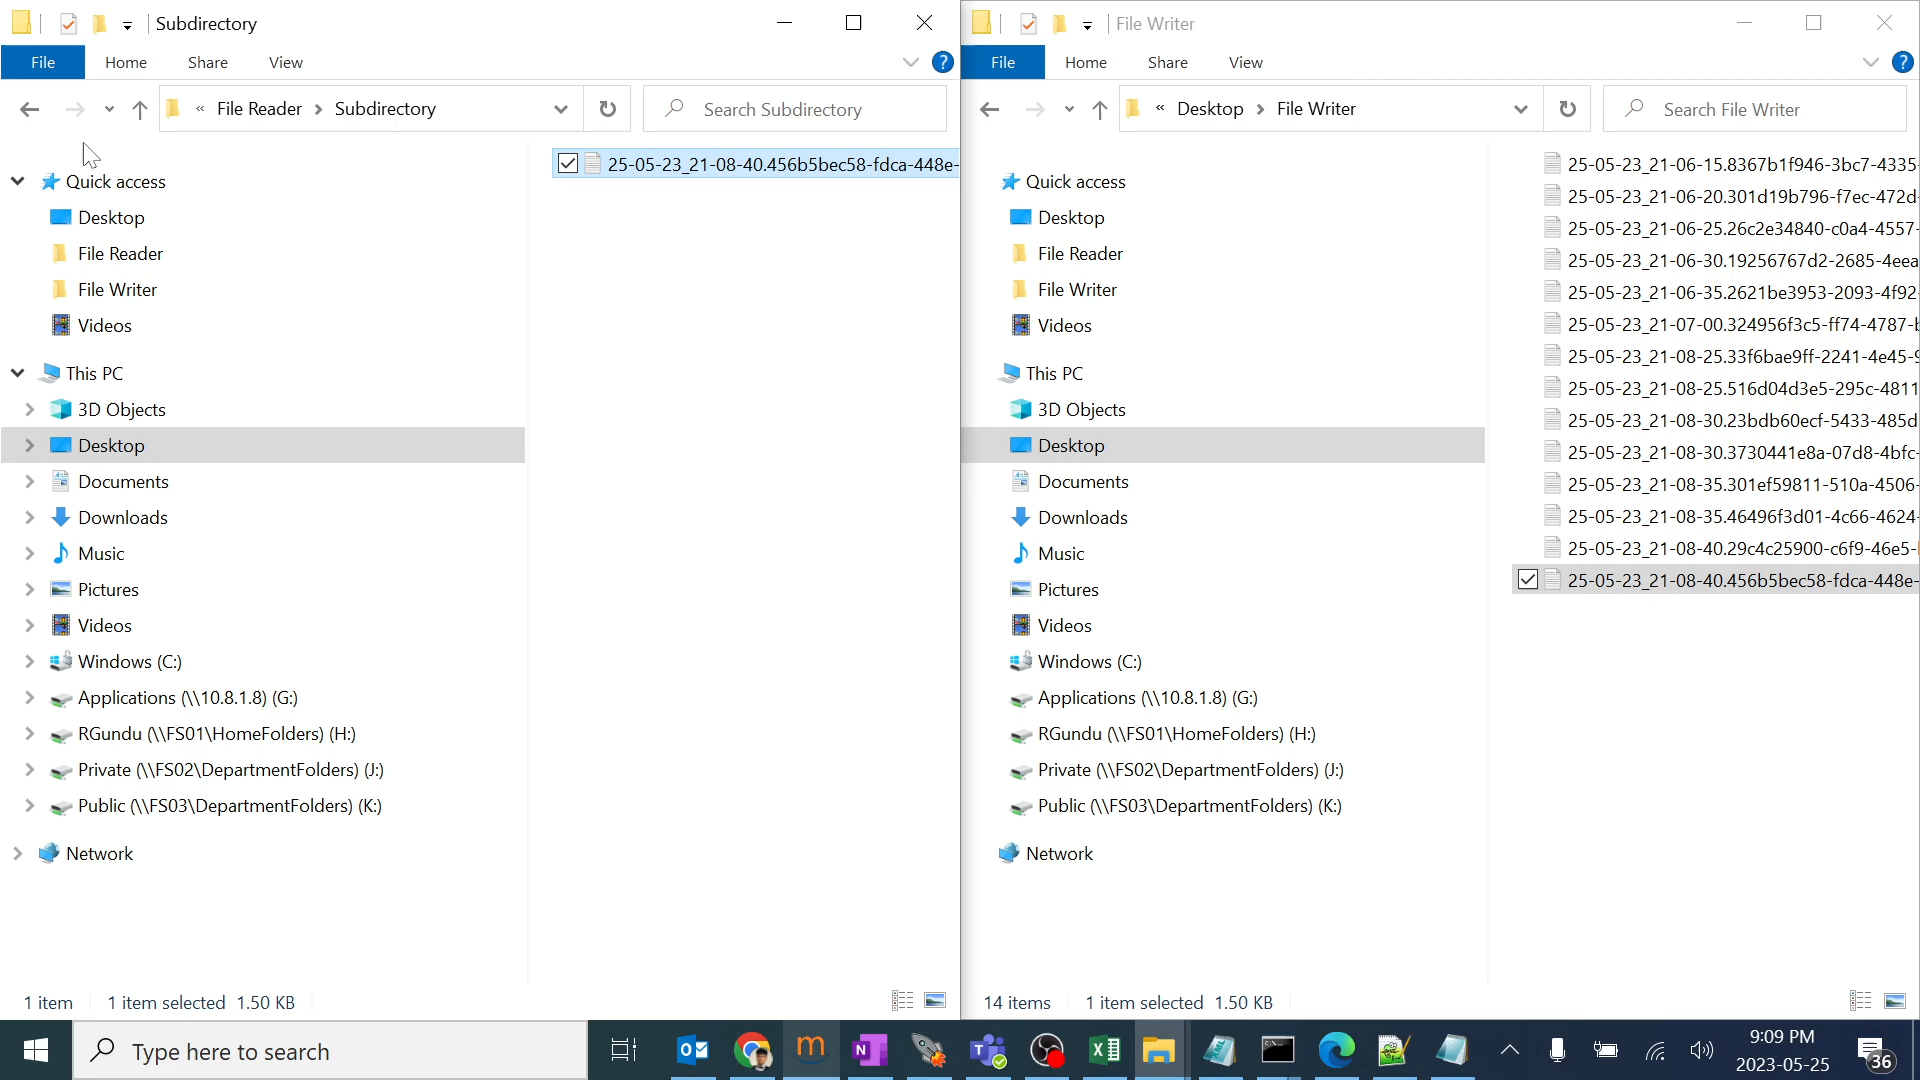 Subdirectory
File Home Share View
« File Reader > Subdirectory
Search Subdirectory
Quick access
Desktop
File Reader
File Writer
Videos
This PC
3D Objects
Desktop
Documents
Downloads
Music
Pictures
Videos
Windows (C:)
Applications (\\10.8.1.8) (G:)
RGundu (\\FS01\HomeFolders) (H:)
Private (\\FS02\DepartmentFolders) (J:)
Public (\\FS03\DepartmentFolders) (K:)
Network
25-05-23_21-08-40.456b5bec58-fdca-448e-
1 item 1 item selected 1.50 KB
File Writer
File Home Share View
« Desktop > File Writer
Search File Writer
Quick access
Desktop
File Reader
File Writer
Videos
This PC
3D Objects
Desktop
Documents
Downloads
Music
Pictures
Videos
Windows (C:)
Applications (\\10.8.1.8) (G:)
RGundu (\\FS01\HomeFolders) (H:)
Private (\\FS02\DepartmentFolders) (J:)
Public (\\FS03\DepartmentFolders) (K:)
Network
25-05-23_21-06-15.8367b1f946-3bc7-4335-
25-05-23_21-06-20.301d19b796-f7ec-472d-
25-05-23_21-06-25.26c2e34840-c0a4-4557-
25-05-23_21-06-30.19256767d2-2685-4eea
25-05-23_21-06-35.2621be3953-2093-4f92-
25-05-23_21-07-00.324956f3c5-ff74-4787-b
25-05-23_21-08-25.33f6bae9ff-2241-4e45-9
25-05-23_21-08-25.516d04d3e5-295c-4811
25-05-23_21-08-30.23bdb60ecf-5433-485d
25-05-23_21-08-30.3730441e8a-07d8-4bfc-
25-05-23_21-08-35.301ef59811-510a-4506-
25-05-23_21-08-35.46496f3d01-4c66-4624-
25-05-23_21-08-40.29c4c25900-c6f9-46e5-
25-05-23_21-08-40.456b5bec58-fdca-448e-
14 items 1 item selected 1.50 KB
Type here to search
9:09 PM
2023-05-25
36